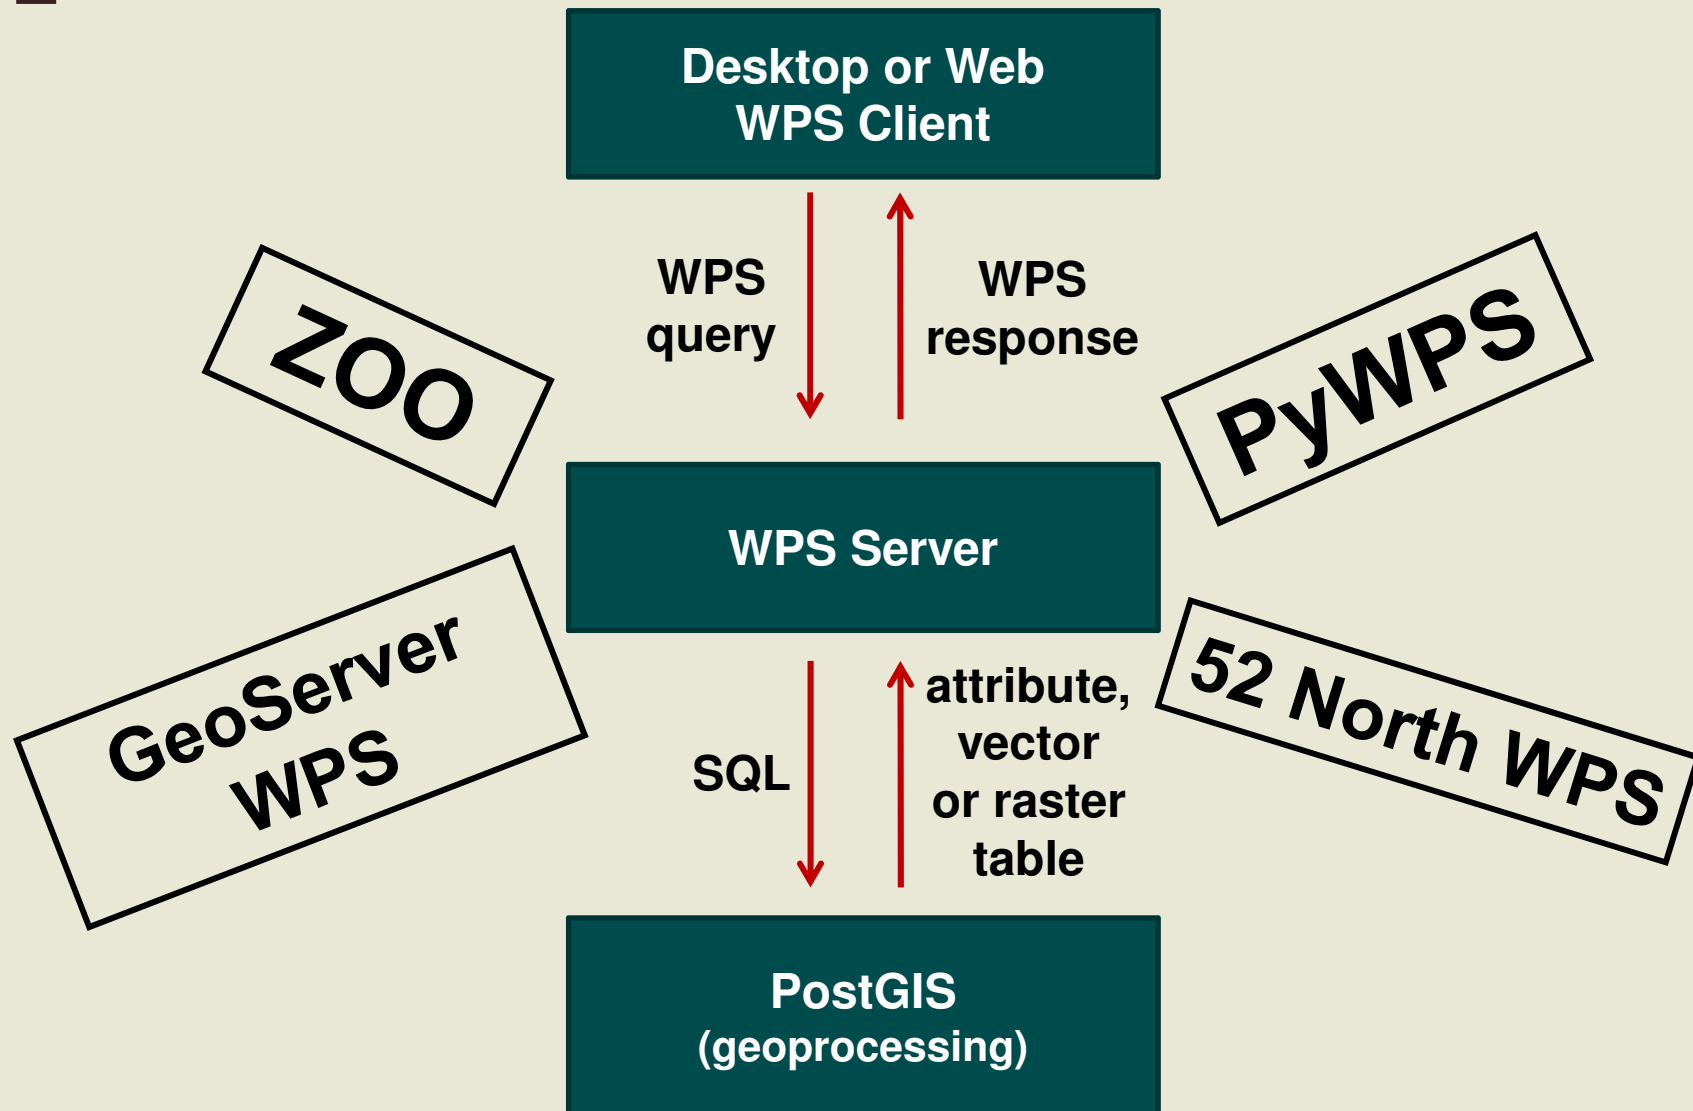 Desktop or Web
WPS Client
WPS
query
WPS
response
ZOO
PyWPS
WPS Server
GeoServer
WPS
52 North WPS
SQL
attribute,
vector
or raster
table
PostGIS
(geoprocessing)